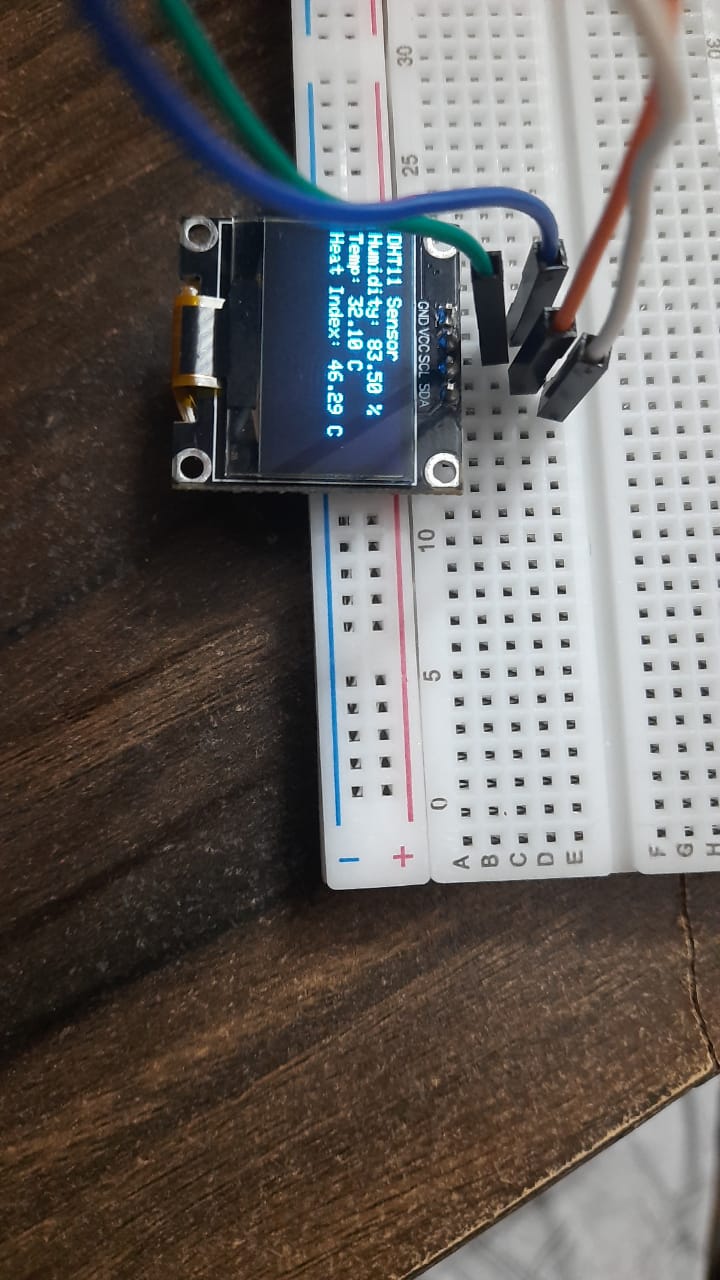 DHT11 Sensor
Humidity: 83.50 %
Temp: 32.10 C
Heat Index: 46.29 C
GND VCC SCL SDA
30
25
10
5
0
A B C D E
F G H
30